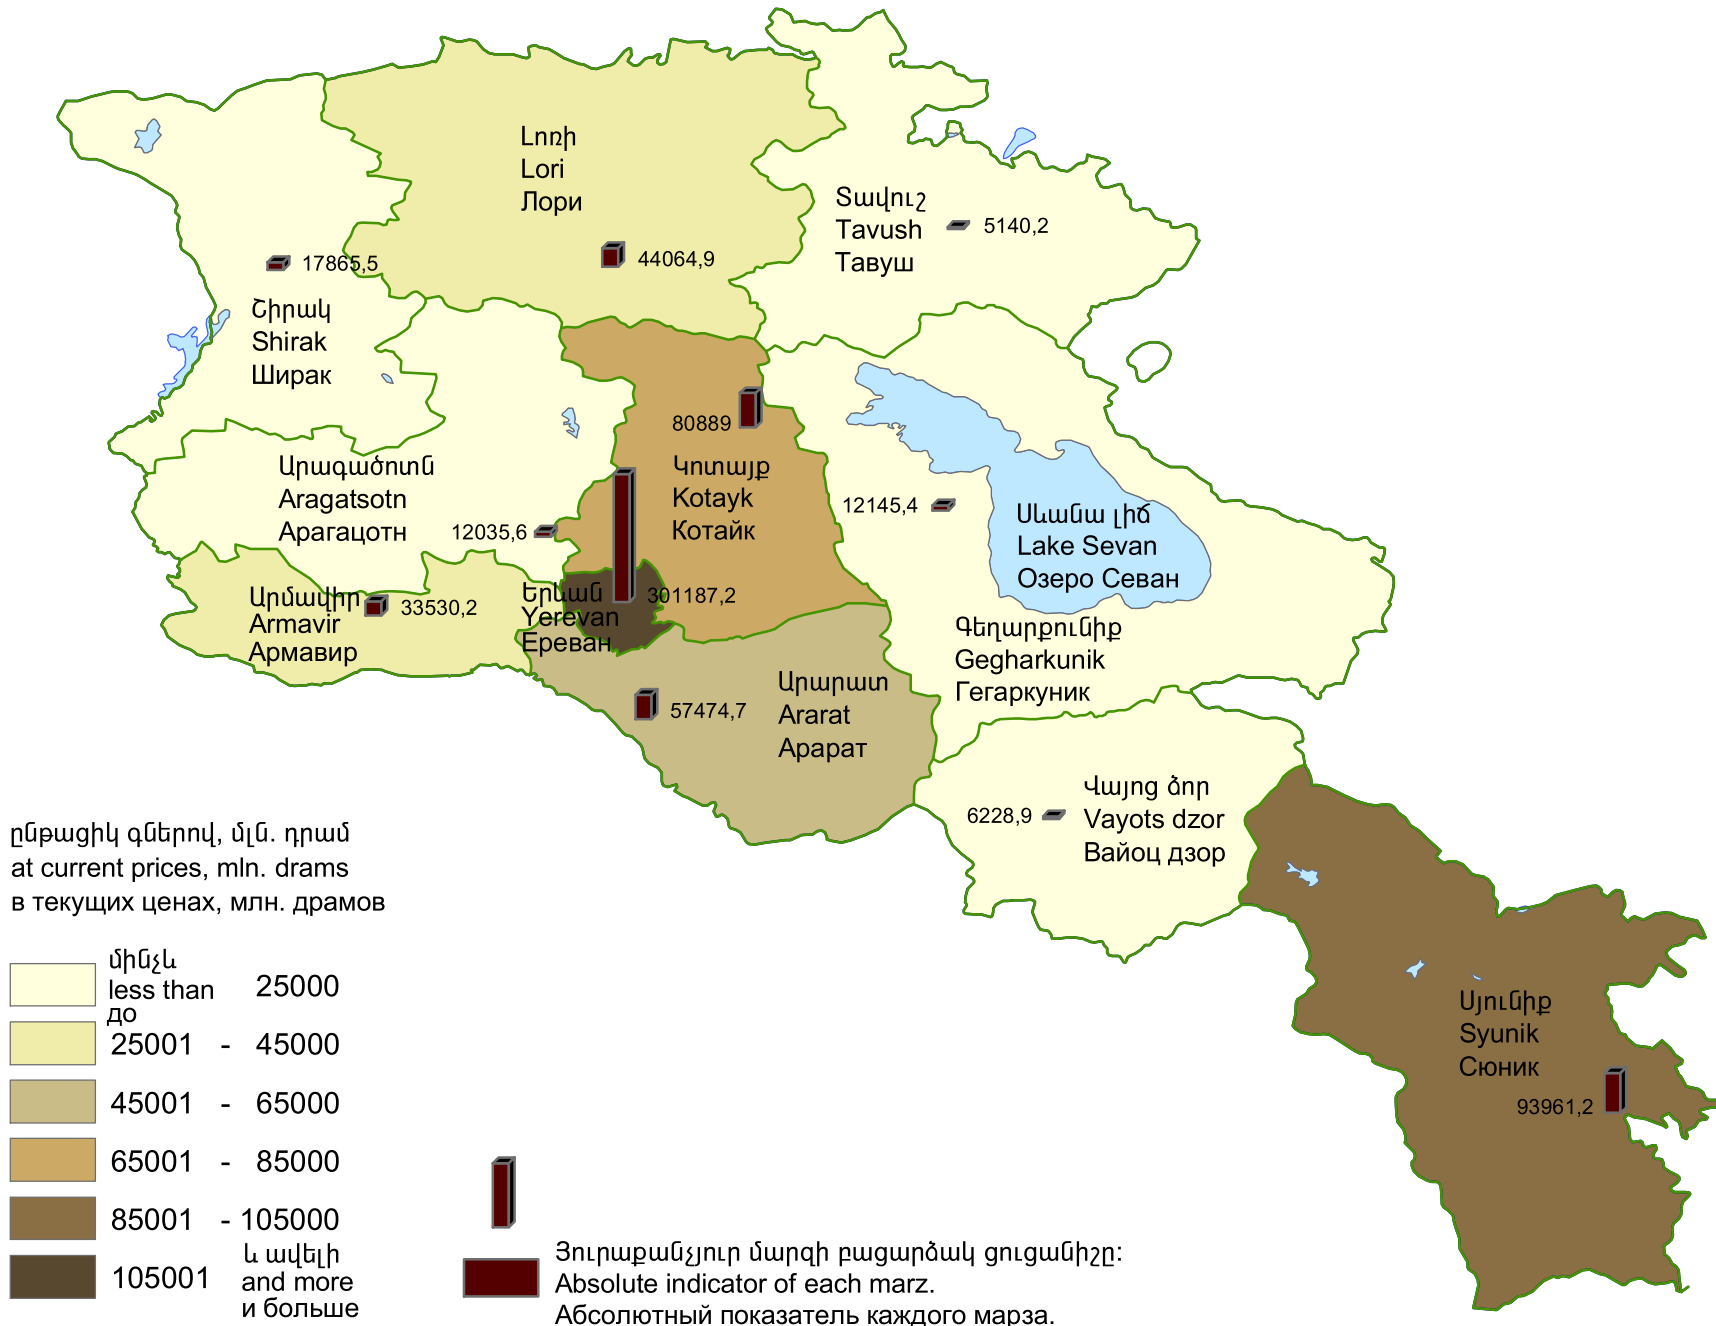 Լոռի
Lori
Лори
44064,9
Տավուշ
Tavush
Тавуш
5140,2
17865,5
Շիրակ
Shirak
Ширак
80889
Կոտայք
Kotayk
Котайк
Արագածոտն
Aragatsotn
Арагацотн
12035,6
12145,4
Սևանա լիճ
Lake Sevan
Озеро Севан
Արմավիր
Armavir
Армавир
33530,2
Երևան
Yerevan
Ереван
301187,2
Գեղարքունիք
Gegharkunik
Гегаркуник
57474,7
Արարատ
Ararat
Арарат
6228,9
Վայոց ձոր
Vayots dzor
Вайоц дзор
Սյունիք
Syunik
Сюник
93961,2
ընթացիկ գներով, մլն. դրամ
at current prices, mln. drams
в текущих ценах, млн. драмов
մինչև
less than 25000
до
25001 - 45000
45001 - 65000
65001 - 85000
85001 - 105000
105001
և ավելի
and more
и больше
Յուրաքանչյուր մարզի բացարձակ ցուցանիշը:
Absolute indicator of each marz.
Абсолютный показатель каждого марза.